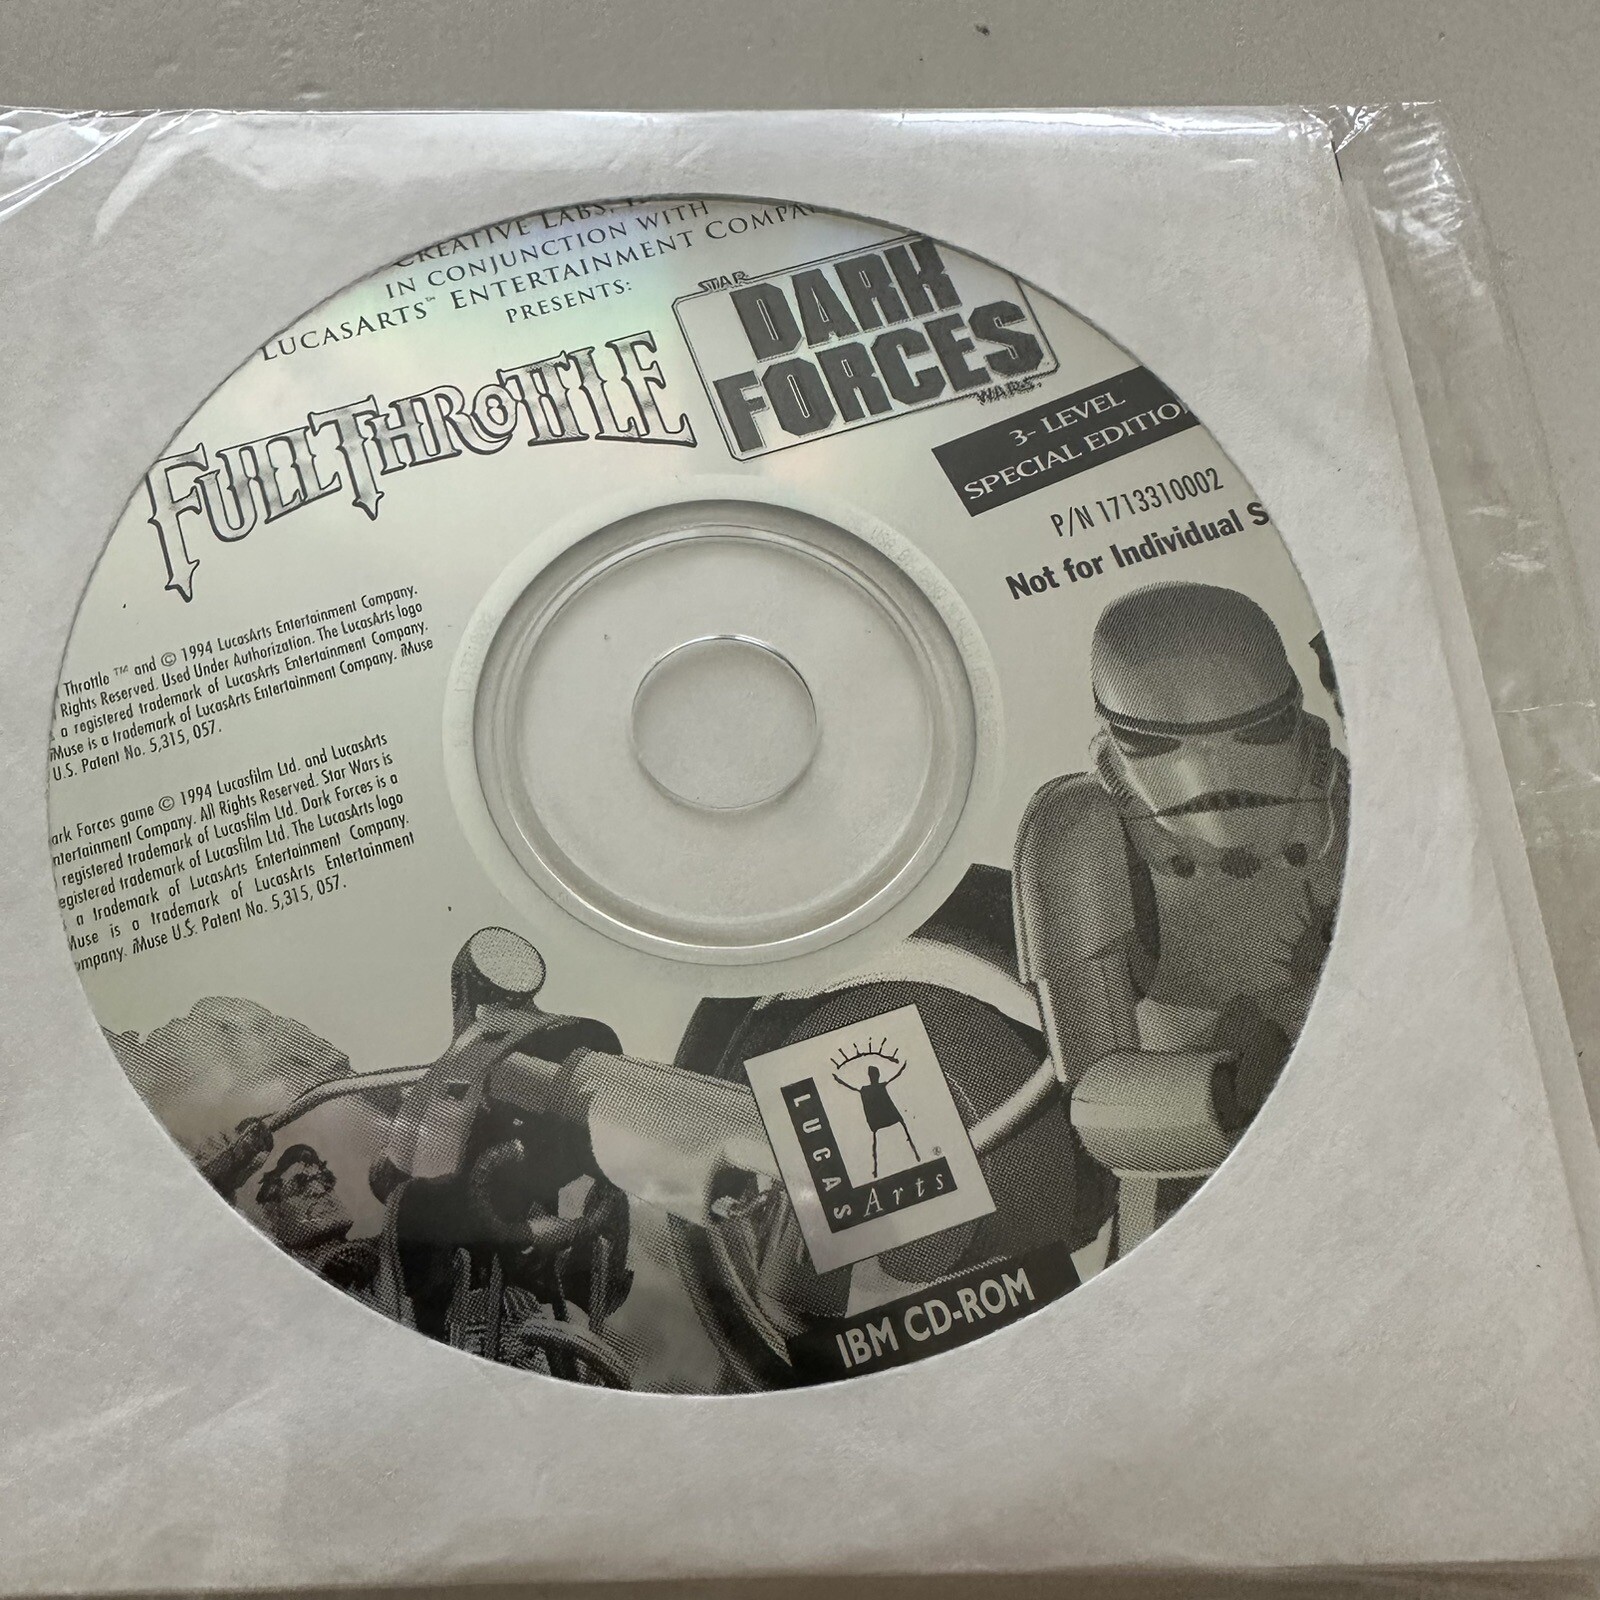 CREATIVE LABS,
IN CONJUNCTION WITH
LUCASARTS™ ENTERTAINMENT COMPA
PRESENTS:
FULL THROTTLE
STAR
DARK
FORCES
WARS
3- LEVEL
SPECIAL EDITIO
P/N 1713310002
Not for Individual S
Throttle ™ and © 1994 LucasArts Entertainment Company.
Rights Reserved. Used Under Authorization. The LucasArts logo
a registered trademark of LucasArts Entertainment Company.
iMuse is a trademark of LucasArts Entertainment Company. iMuse
U.S. Patent No. 5,315, 057.
ark Forces game © 1994 Lucasfilm Ltd. and LucasArts
ntertainment Company. All Rights Reserved. Star Wars is
registered trademark of Lucasfilm Ltd. Dark Forces is a
egistered trademark of Lucasfilm Ltd. The LucasArts logo
a trademark of LucasArts Entertainment Company.
Muse is a trademark of LucasArts Entertainment
ompany. iMuse U.S. Patent No. 5,315, 057.
LUCAS
Arts®
IBM CD-ROM